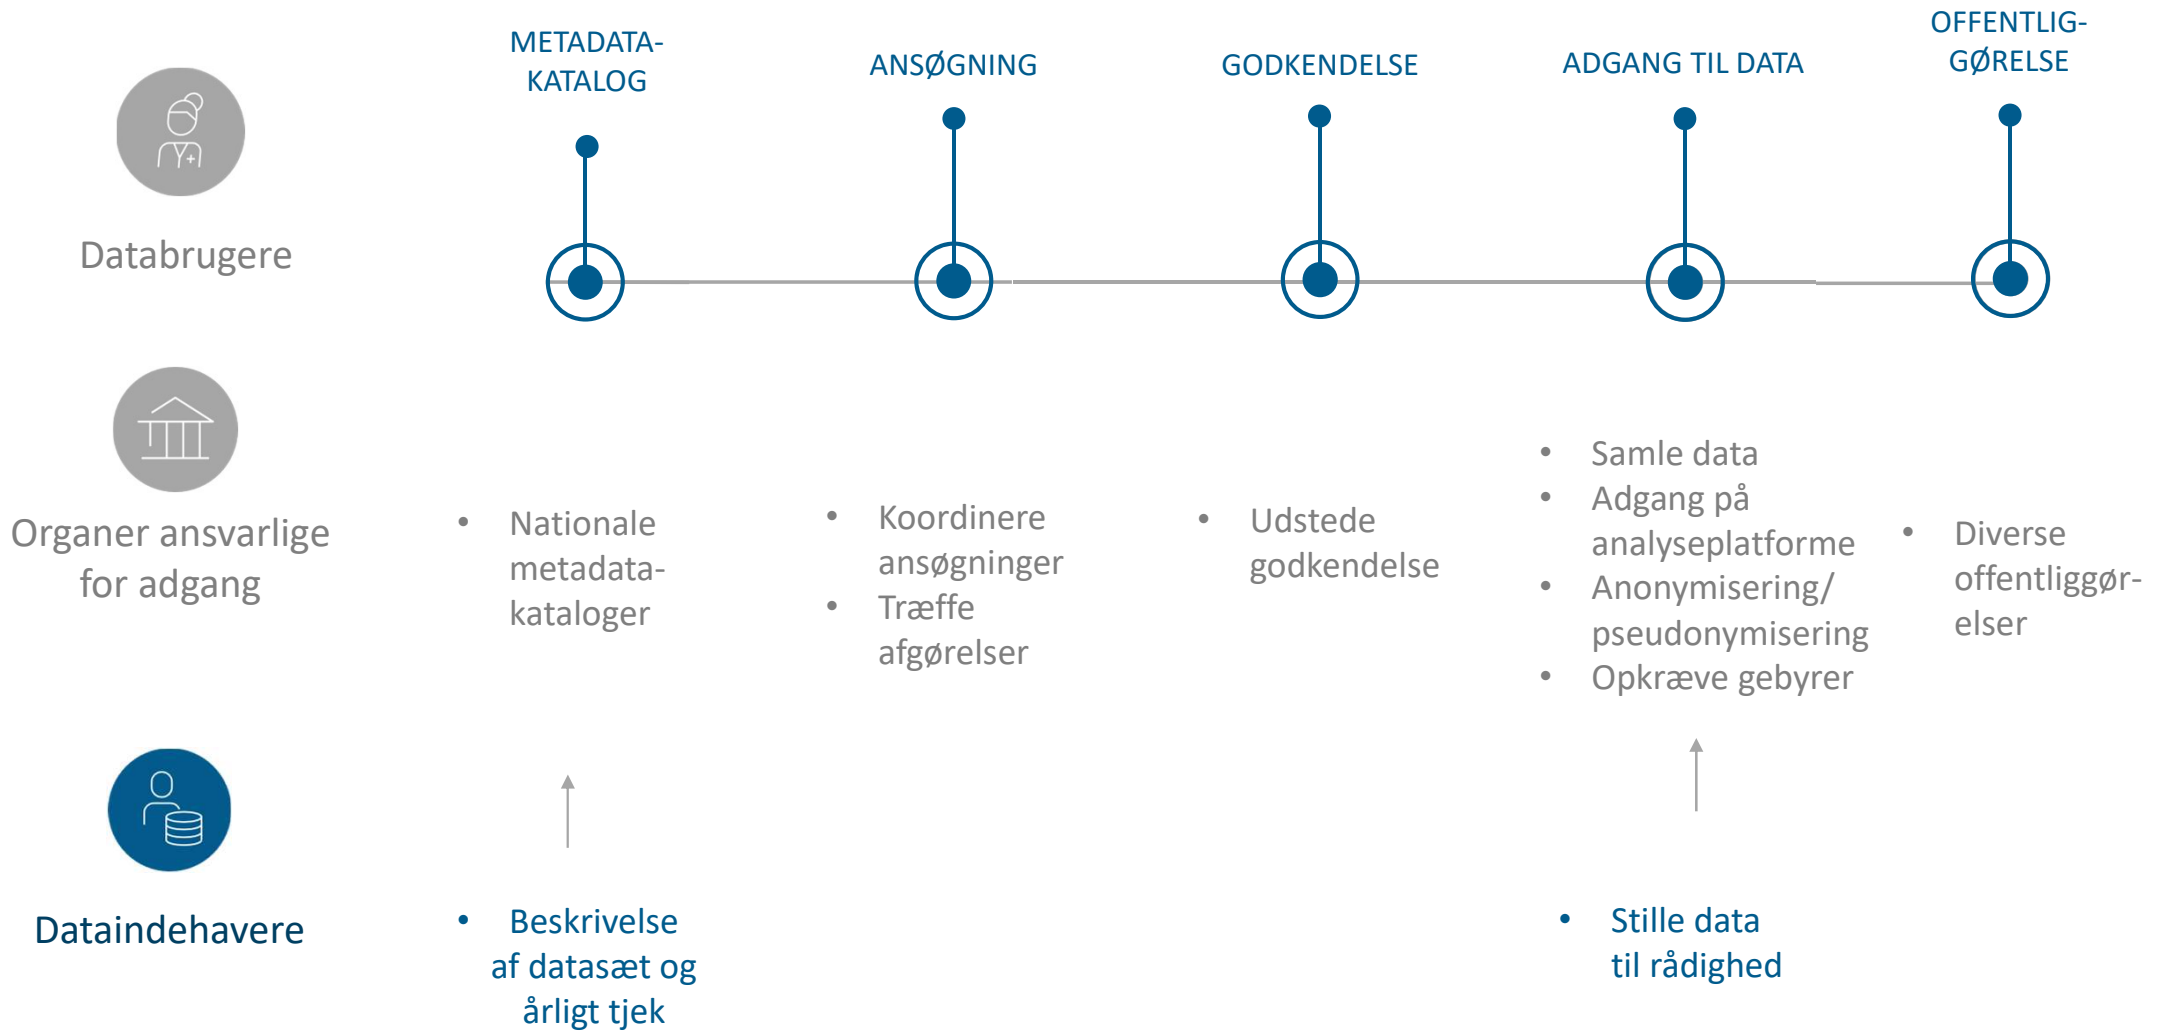 METADATA-
KATALOG
ANSØGNING
GODKENDELSE
ADGANG TIL DATA
OFFENTLIG-
GØRELSE
Databrugere
Organer ansvarlige
for adgang
• Nationale
metadata-
kataloger
• Koordinere
ansøgninger
• Træffe
afgørelser
• Udstede
godkendelse
• Samle data
• Adgang på
analyseplatforme
• Anonymisering/
pseudonymisering
• Opkræve gebyrer
• Diverse
offentliggør-
elser
Dataindehavere
• Beskrivelse
af datasæt og
årligt tjek
• Stille data
til rådighed